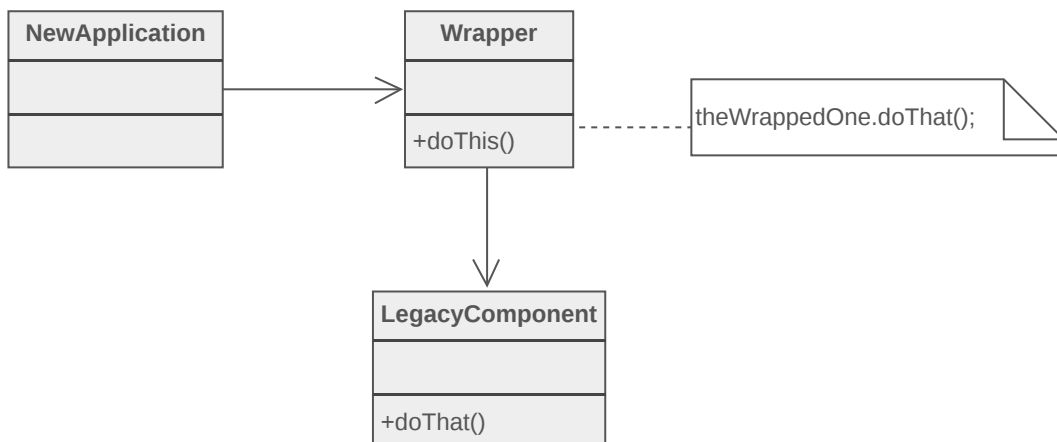 NewApplication
Wrapper
+doThis()
theWrappedOne.doThat();
LegacyComponent
+doThat()